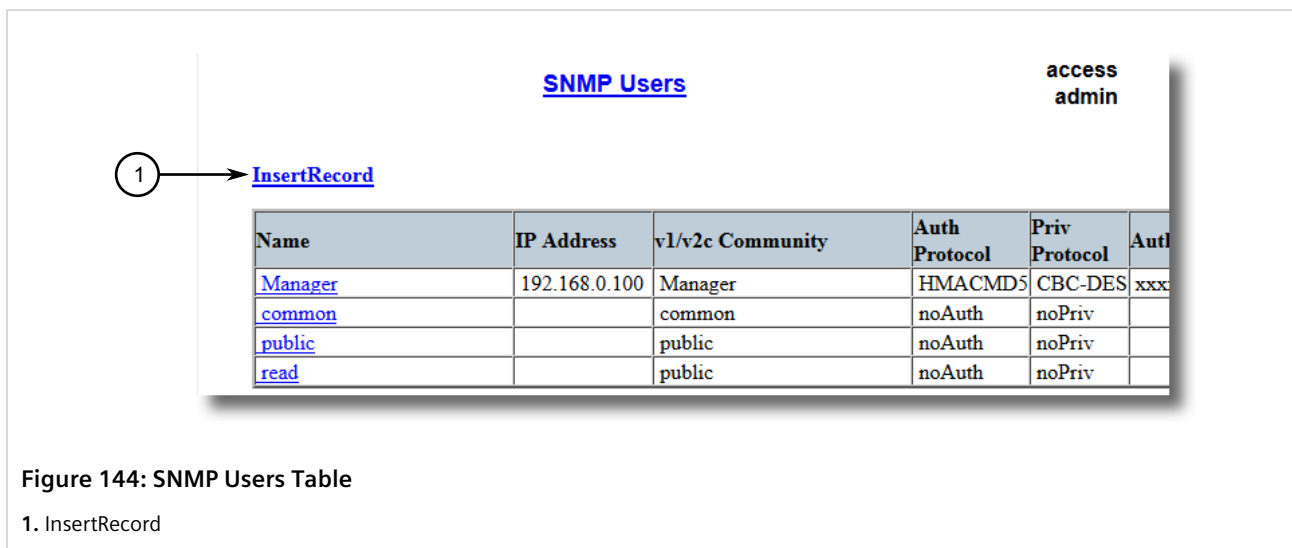 SNMP Users
access
admin
1
InsertRecord
Name IP Address v1/v2c Community Auth Protocol Priv Protocol
Manager 192.168.0.100 Manager HMACMD5 CBC-DES
common common noAuth noPriv
public public noAuth noPriv
read public noAuth noPriv
Figure 144: SNMP Users Table
1. InsertRecord